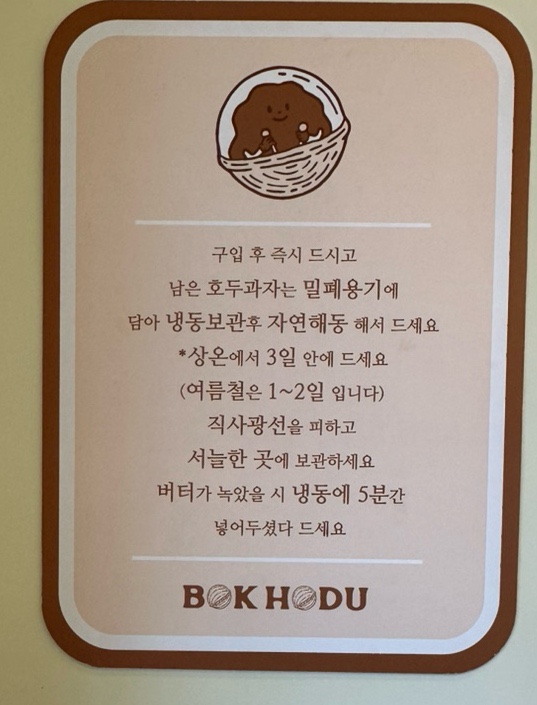 구입 후 즉시 드시고
남은 호두과자는 밀폐용기에
담아 냉동보관후 자연해동 해서 드세요
*상온에서 3일 안에 드세요
(여름철은 1~2일 입니다)
직사광선을 피하고
서늘한 곳에 보관하세요
버터가 녹았을 시 냉동에 5분간
넣어두셨다 드세요
BOK HODU